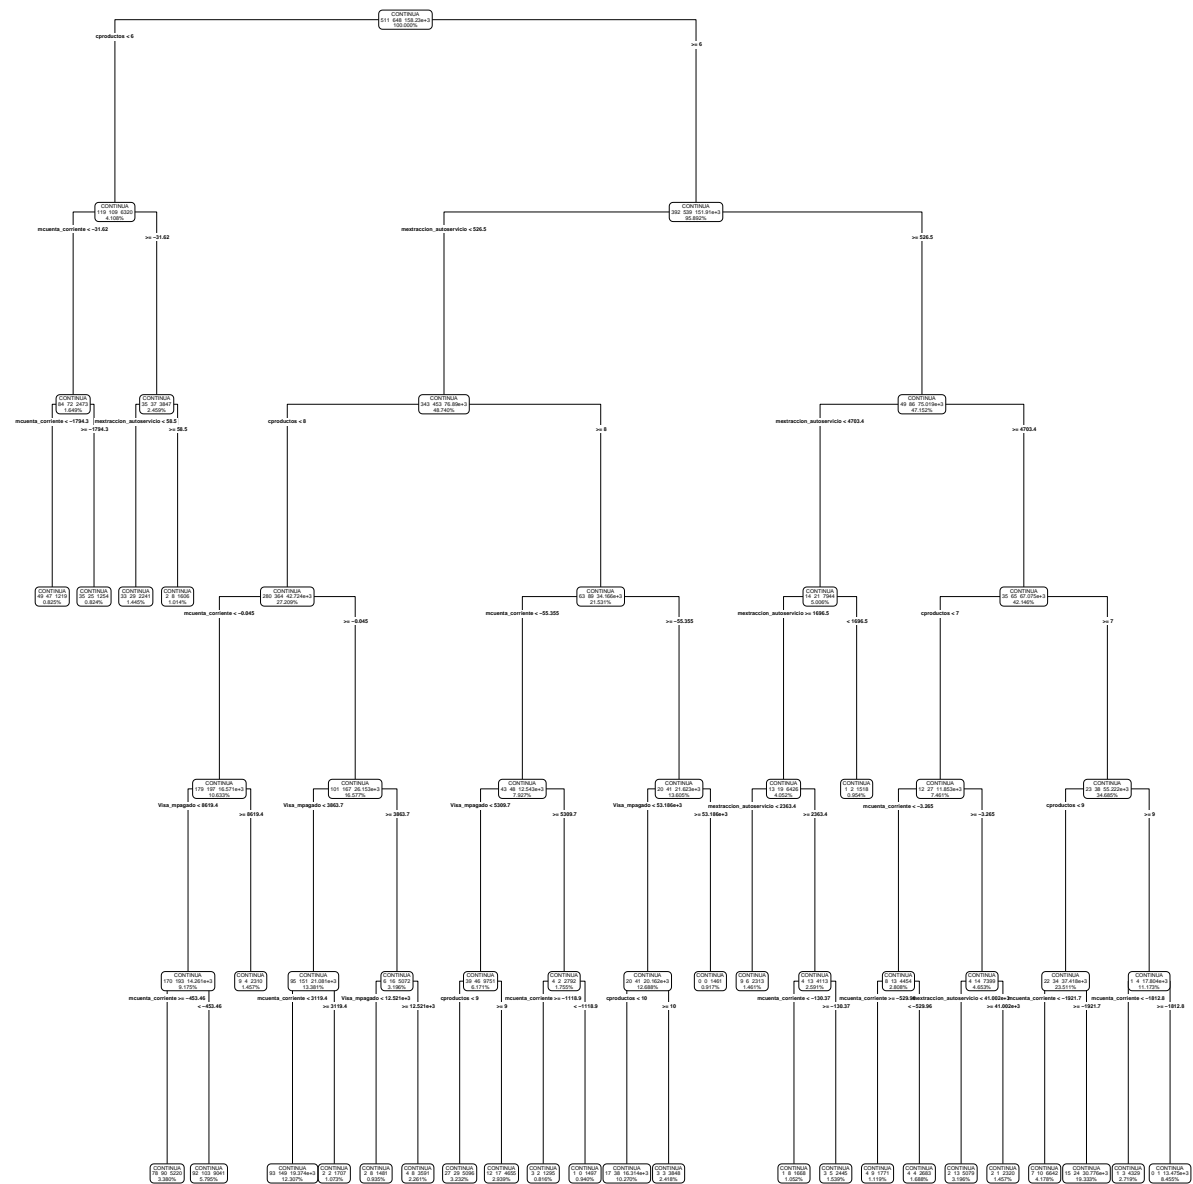 CONTINUA
511 648 158.23e+3
100.000%
cproductos < 6
>= 6
CONTINUA
119 109 6320
4.108%
CONTINUA
392 539 151.91e+3
95.892%
mcuenta_corriente < −31.62
>= −31.62
mextraccion_autoservicio < 526.5
>= 526.5
CONTINUA
84 72 2473
1.649%
CONTINUA
35 37 3847
2.459%
CONTINUA
343 453 76.89e+3
48.740%
CONTINUA
49 86 75.019e+3
47.152%
mcuenta_corriente < −1794.3
>= −1794.3
mextraccion_autoservicio < 58.5
>= 58.5
cproductos < 8
>= 8
mextraccion_autoservicio < 4703.4
>= 4703.4
CONTINUA
49 47 1219
0.825%
CONTINUA
35 25 1254
0.824%
CONTINUA
33 29 2241
1.445%
CONTINUA
2 8 1606
1.014%
CONTINUA
280 364 42.724e+3
27.209%
CONTINUA
63 89 34.166e+3
21.531%
CONTINUA
14 21 7944
5.006%
CONTINUA
35 65 67.075e+3
42.146%
mcuenta_corriente < −0.045
>= −0.045
mcuenta_corriente < −55.355
>= −55.355
mextraccion_autoservicio >= 1696.5
< 1696.5
cproductos < 7
>= 7
CONTINUA
179 197 16.571e+3
10.633%
CONTINUA
101 167 26.153e+3
16.577%
CONTINUA
43 48 12.543e+3
7.927%
CONTINUA
20 41 21.623e+3
13.605%
CONTINUA
13 19 6426
4.052%
CONTINUA
1 2 1518
0.954%
CONTINUA
12 27 11.853e+3
7.461%
CONTINUA
23 38 55.222e+3
34.685%
Visa_mpagado < 8619.4
>= 8619.4
Visa_mpagado < 3863.7
>= 3863.7
Visa_mpagado < 5309.7
>= 5309.7
Visa_mpagado < 53.186e+3
>= 53.186e+3
mextraccion_autoservicio < 2363.4
>= 2363.4
mcuenta_corriente < −3.265
>= −3.265
cproductos < 9
>= 9
CONTINUA
170 193 14.261e+3
9.175%
CONTINUA
9 4 2310
1.457%
CONTINUA
95 151 21.081e+3
13.381%
CONTINUA
6 16 5072
3.196%
CONTINUA
39 46 9751
6.171%
CONTINUA
4 2 2792
1.755%
CONTINUA
20 41 20.162e+3
12.688%
CONTINUA
0 0 1461
0.917%
CONTINUA
9 6 2313
1.461%
CONTINUA
4 13 4113
2.591%
CONTINUA
8 13 4454
2.808%
CONTINUA
4 14 7399
4.653%
CONTINUA
22 34 37.418e+3
23.511%
CONTINUA
1 4 17.804e+3
11.173%
mcuenta_corriente >= −453.46
< −453.46
mcuenta_corriente < 3119.4
>= 3119.4
Visa_mpagado < 12.521e+3
>= 12.521e+3
cproductos < 9
>= 9
mcuenta_corriente >= −1118.9
< −1118.9
cproductos < 10
>= 10
mcuenta_corriente < −130.37
>= −130.37
mcuenta_corriente >= −529.96
< −529.96
mextraccion_autoservicio < 41.002e+3
>= 41.002e+3
mcuenta_corriente < −1921.7
>= −1921.7
mcuenta_corriente < −1812.8
>= −1812.8
CONTINUA
78 90 5220
3.380%
CONTINUA
92 103 9041
5.795%
CONTINUA
93 149 19.374e+3
12.307%
CONTINUA
2 2 1707
1.073%
CONTINUA
2 8 1481
0.935%
CONTINUA
4 8 3591
2.261%
CONTINUA
27 29 5096
3.232%
CONTINUA
12 17 4655
2.939%
CONTINUA
3 2 1295
0.816%
CONTINUA
1 0 1497
0.940%
CONTINUA
17 38 16.314e+3
10.270%
CONTINUA
3 3 3848
2.418%
CONTINUA
1 8 1668
1.052%
CONTINUA
3 5 2445
1.539%
CONTINUA
4 9 1771
1.119%
CONTINUA
4 4 2683
1.688%
CONTINUA
2 13 5079
3.196%
CONTINUA
2 1 2320
1.457%
CONTINUA
7 10 6642
4.178%
CONTINUA
15 24 30.776e+3
19.333%
CONTINUA
1 3 4329
2.719%
CONTINUA
0 1 13.475e+3
8.455%